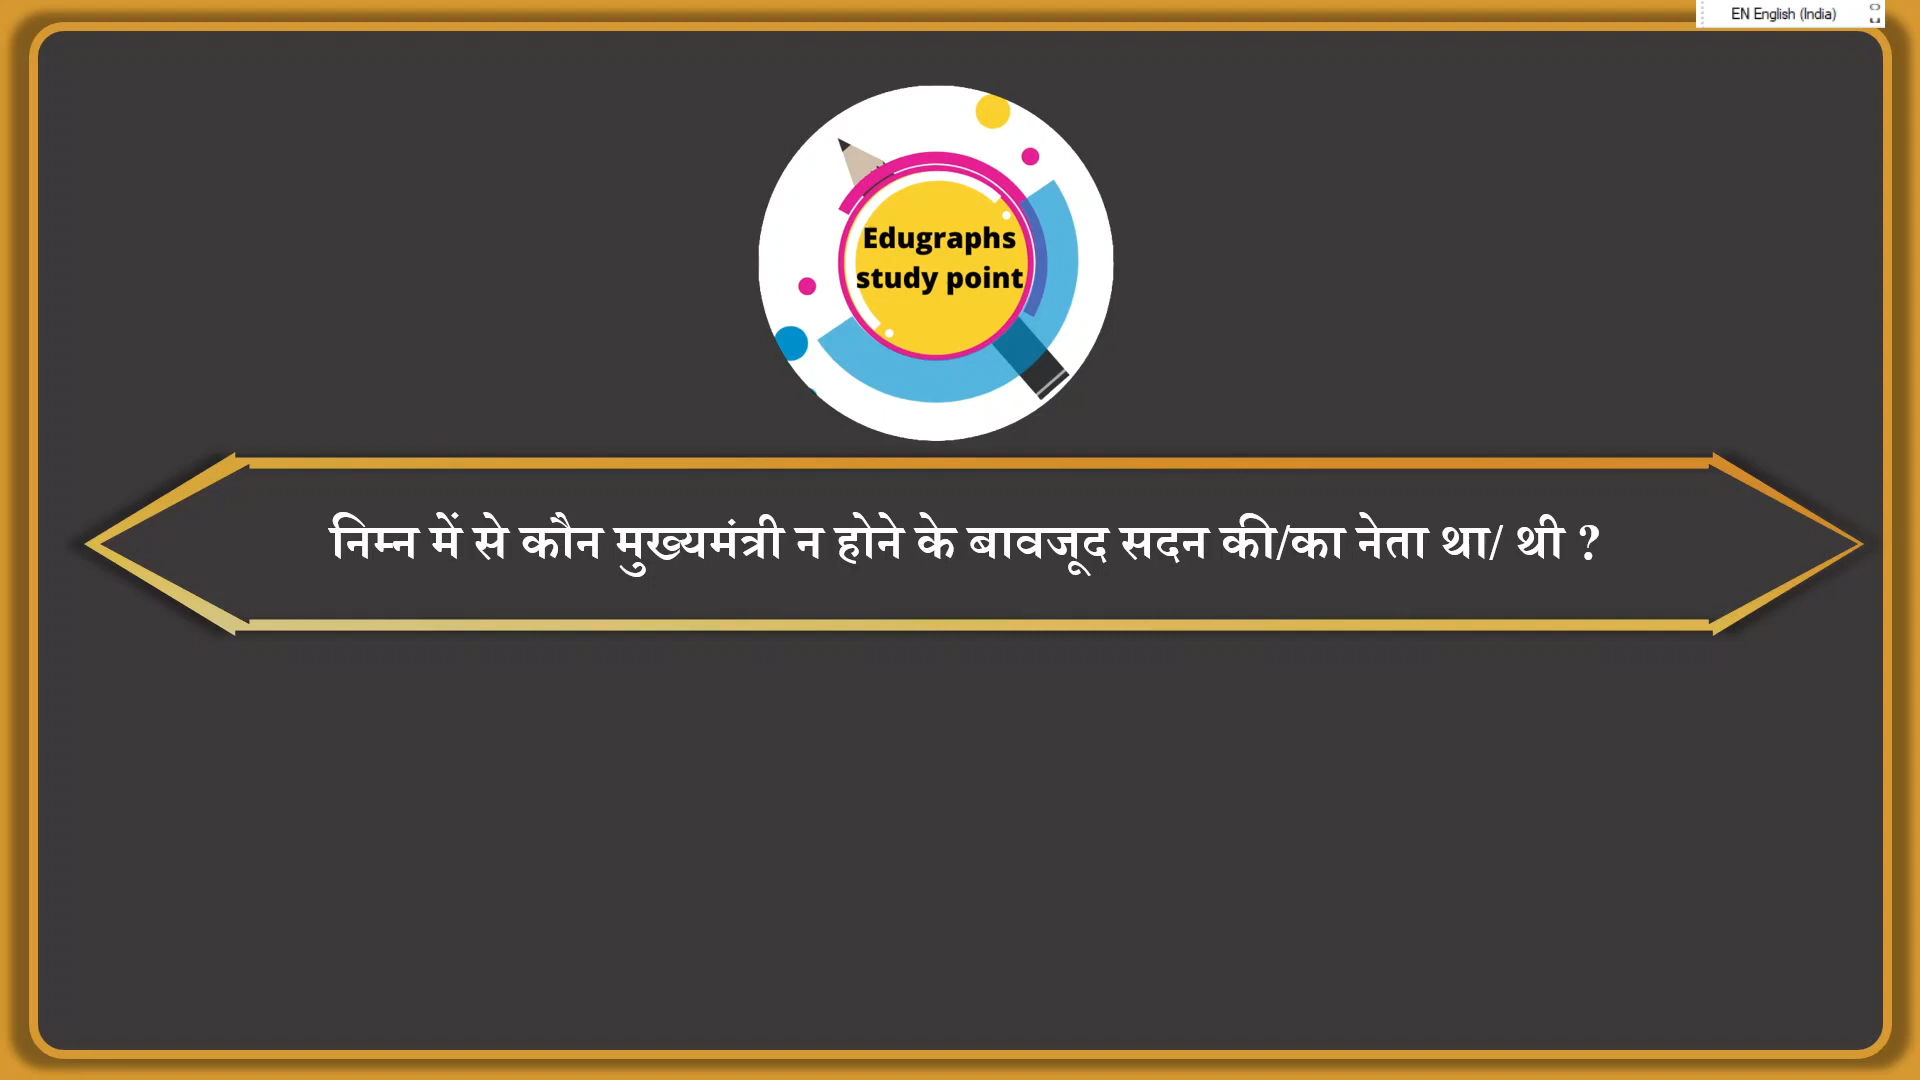 EN English (India)
Edugraphs
study point
निम्न में से कौन मुख्यमंत्री न होने के बावजूद सदन की/का नेता था/ थी ?